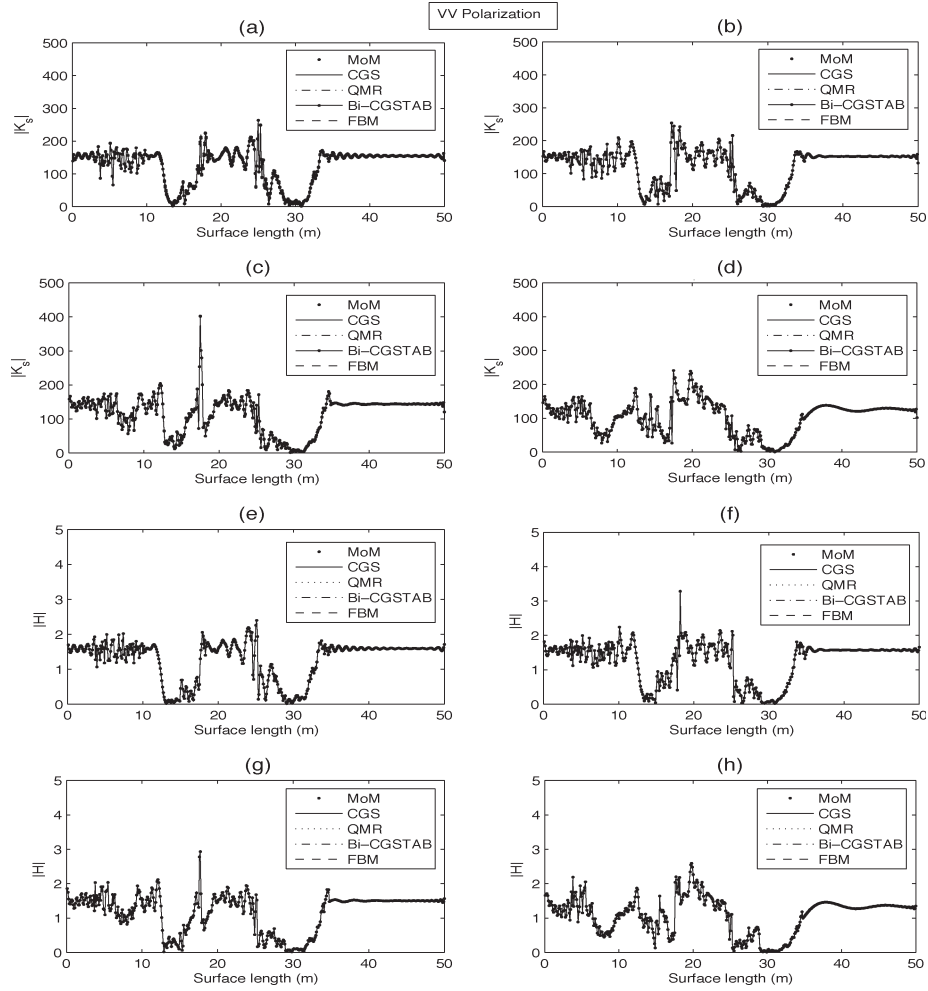 VV Polarization
(a)
500
400
300
200
100
0
|Ks|
MoM
CGS
QMR
Bi-CGSTAB
FBM
0 10 20 30 40 50
Surface length (m)
(b)
500
400
300
200
100
0
|Ks|
MoM
CGS
QMR
Bi-CGSTAB
FBM
0 10 20 30 40 50
Surface length (m)
(c)
500
400
300
200
100
0
|Ks|
MoM
CGS
QMR
Bi-CGSTAB
FBM
0 10 20 30 40 50
Surface length (m)
(d)
500
400
300
200
100
0
|Ks|
MoM
CGS
QMR
Bi-CGSTAB
FBM
0 10 20 30 40 50
Surface length (m)
(e)
5
4
3
2
1
0
|H|
MoM
CGS
QMR
Bi-CGSTAB
FBM
0 10 20 30 40 50
Surface length (m)
(f)
5
4
3
2
1
0
|H|
MoM
CGS
QMR
Bi-CGSTAB
FBM
0 10 20 30 40 50
Surface length (m)
(g)
5
4
3
2
1
0
|H|
MoM
CGS
QMR
Bi-CGSTAB
FBM
0 10 20 30 40 50
Surface length (m)
(h)
5
4
3
2
1
0
|H|
MoM
CGS
QMR
Bi-CGSTAB
FBM
0 10 20 30 40 50
Surface length (m)